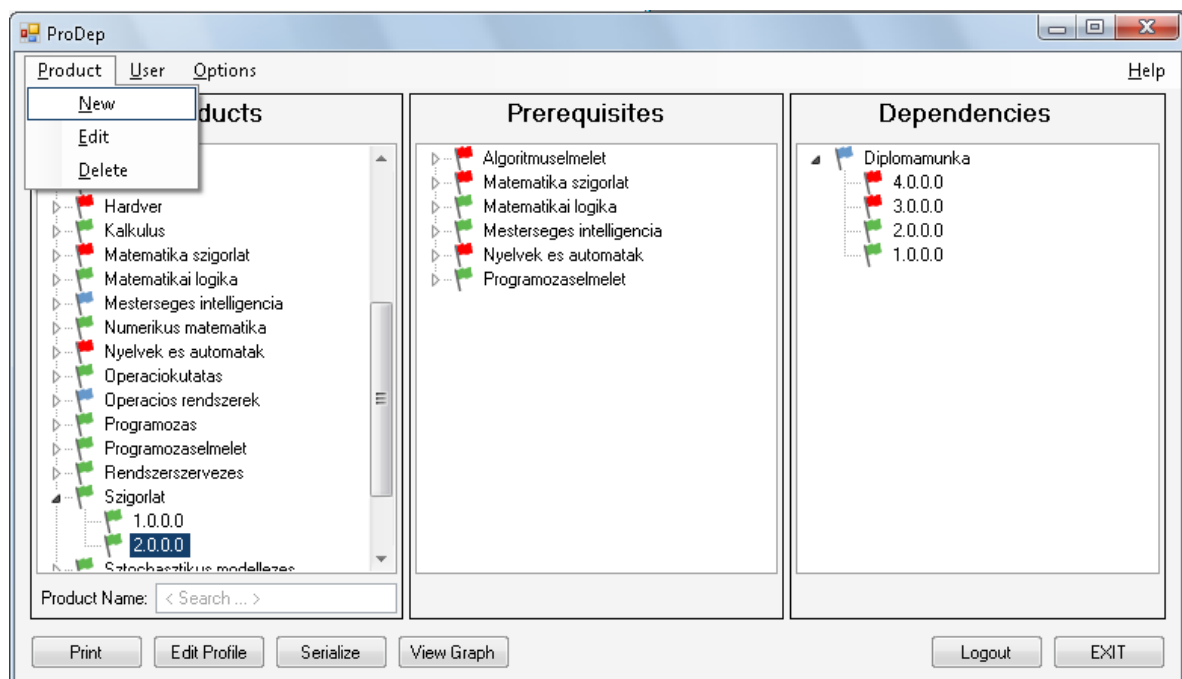 ProDep
Product User Options Help
New
Edit
Delete
ducts
Hardver
Kalkulus
Matematika szigorlat
Matematikai logika
Mesterseges intelligencia
Numerikus matematika
Nyelvek es automatak
Operaciokutatas
Operacios rendszerek
Programozas
Programozaselmelet
Rendszerszervezes
Szigorlat
1.0.0.0
2.0.0.0
Sztochasztikus modellezes
Product Name: < Search ... >
Prerequisites
Algoritmuselmelet
Matematika szigorlat
Matematikai logika
Mesterseges intelligencia
Nyelvek es automatak
Programozaselmelet
Dependencies
Diplomamunka
4.0.0.0
3.0.0.0
2.0.0.0
1.0.0.0
Print Edit Profile Serialize View Graph Logout EXIT